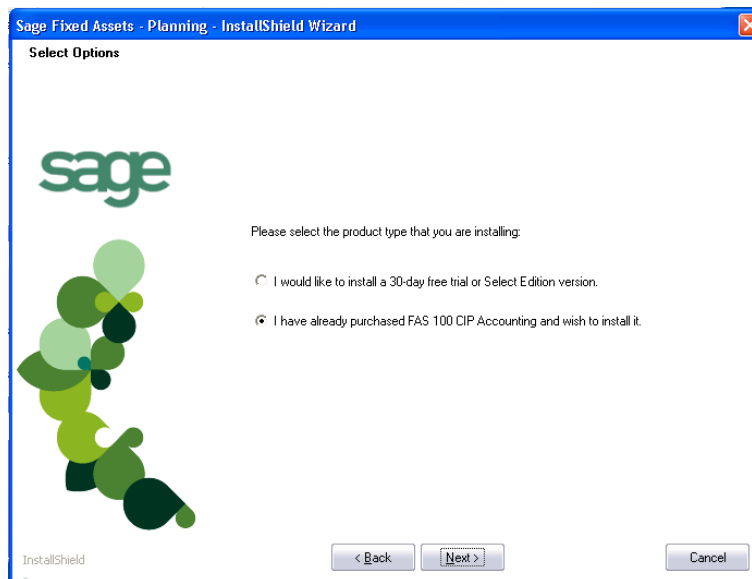 Sage Fixed Assets - Planning - InstallShield Wizard
Select Options
sage
Please select the product type that you are installing:
I would like to install a 30-day free trial or Select Edition version.
I have already purchased FAS 100 CIP Accounting and wish to install it.
InstallShield
< Back
Next >
Cancel